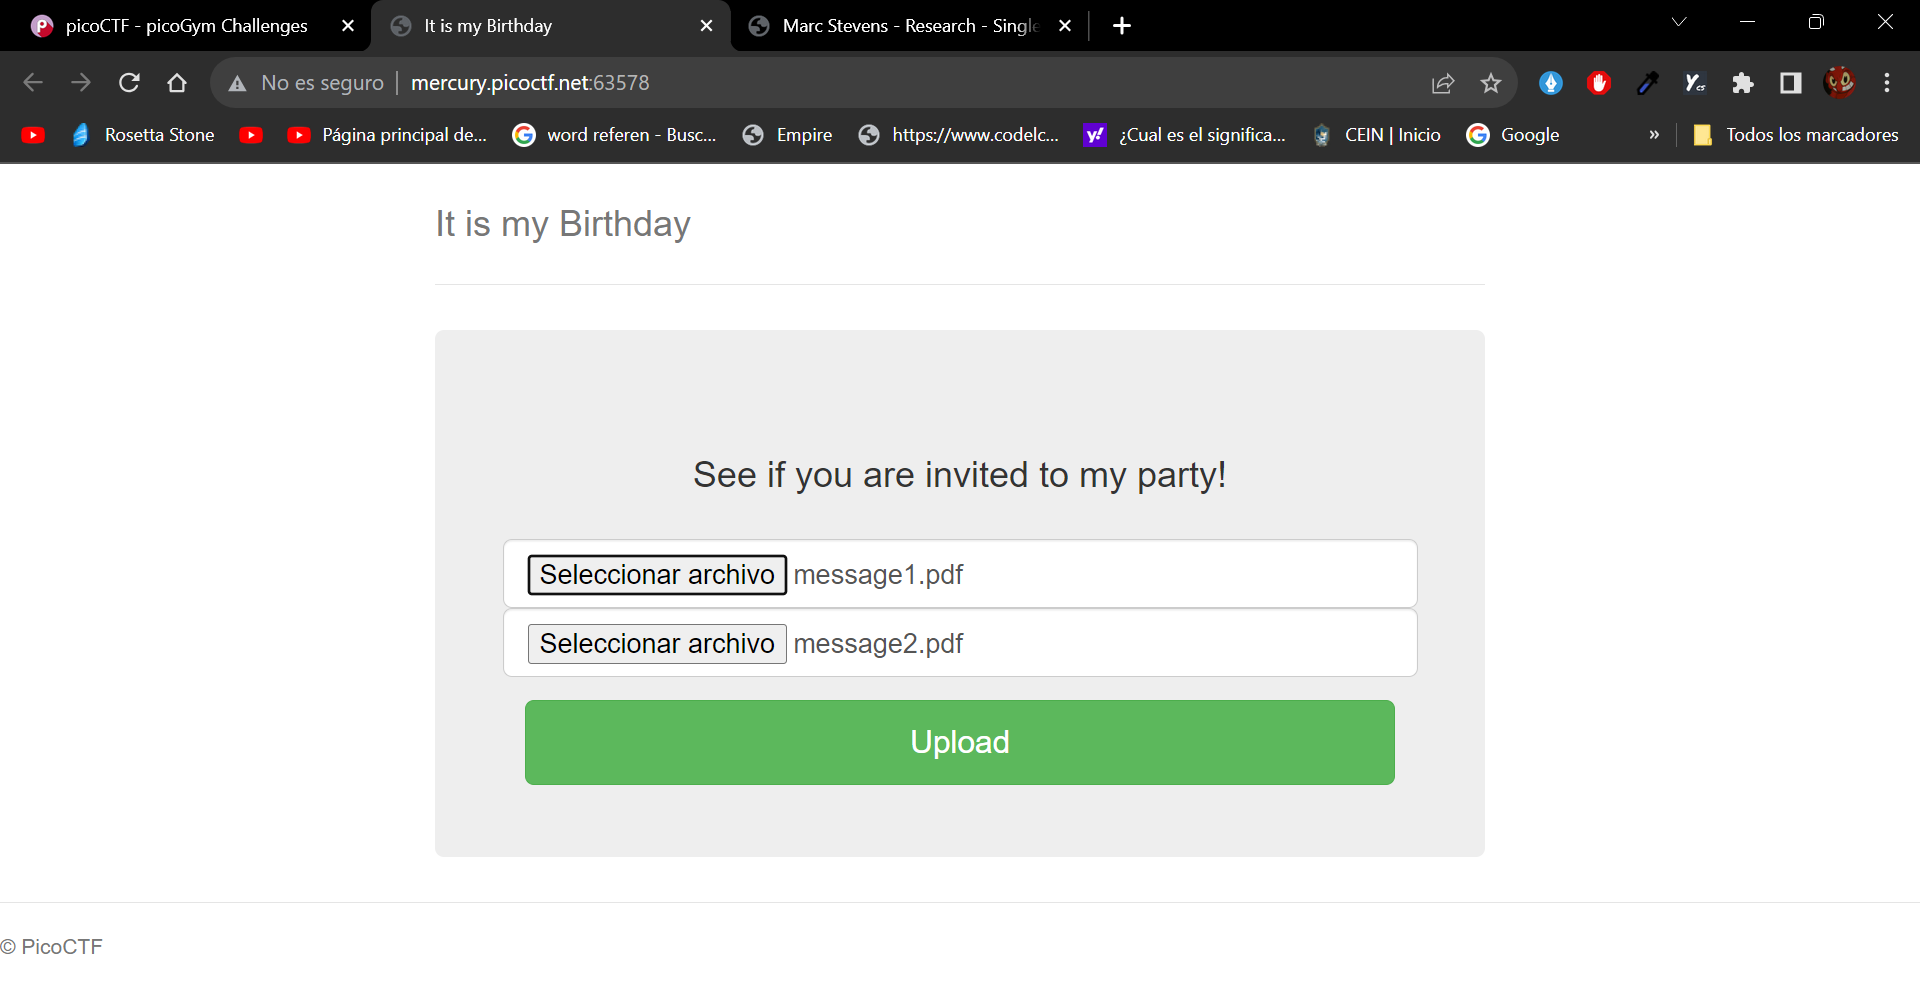 picoCTF - picoGym Challenges
It is my Birthday
Marc Stevens - Research - Single
No es seguro
mercury.picoctf.net:63578
Rosetta Stone
Página principal de...
word referen - Busc...
Empire
https://www.codelc...
¿Cual es el significa...
CEIN | Inicio
Google
»
Todos los marcadores
It is my Birthday
See if you are invited to my party!
Seleccionar archivo message1.pdf
Seleccionar archivo message2.pdf
Upload
© PicoCTF